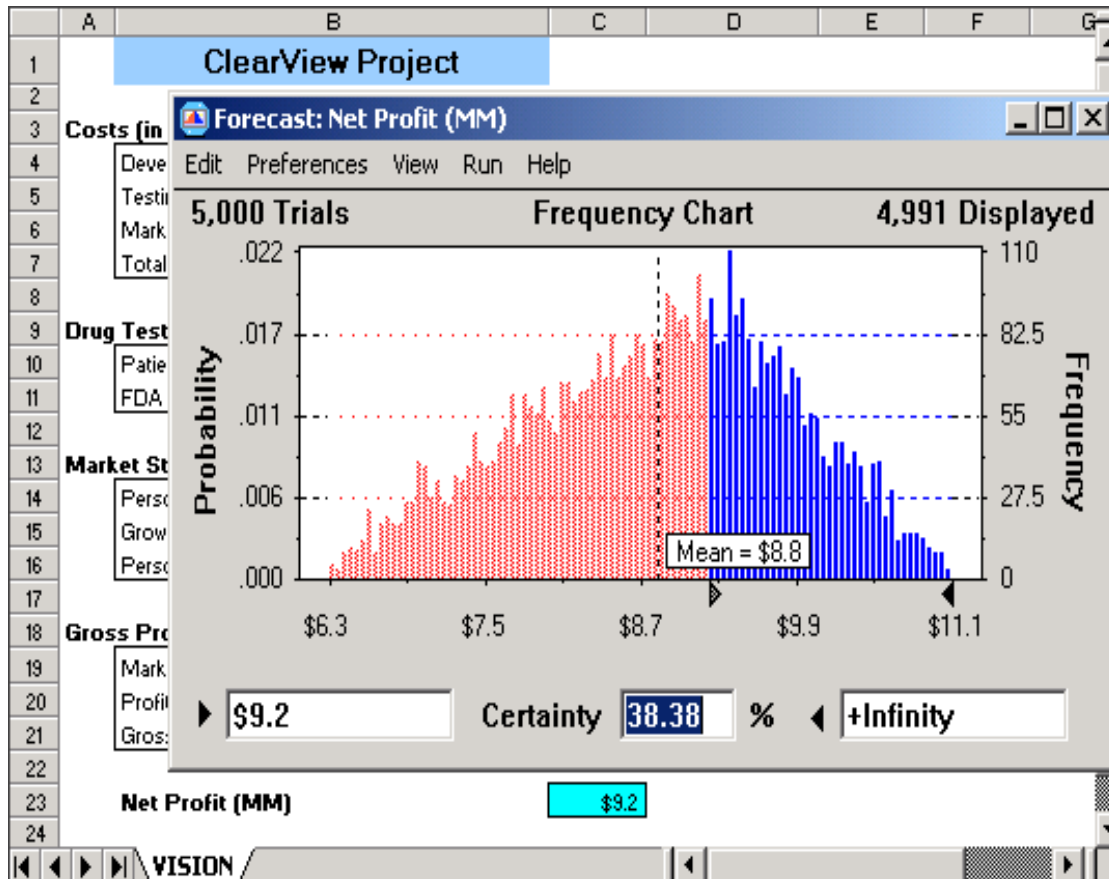 A B C D E F G
1 ClearView Project
2
Forecast: Net Profit (MM)
3 Costs (in
4 Deve
Edit Preferences View Run Help
5 Testin
5,000 Trials Frequency Chart 4,991 Displayed
6 Mark
7 Total
8
9 Drug Test
10 Patie
11 FDA
12
13 Market St
14 Perso
15 Grow
16 Perso
17
18 Gross Pro
19 Mark
20 Profit
21 Gross
22
Probability
.022
.017
.011
.006
.000
Mean = $8.8
110
82.5
55
27.5
0
Frequency
$6.3 $7.5 $8.7 $9.9 $11.1
$9.2 Certainty 38.38 % +Infinity
23 Net Profit (MM) $9.2
24
VISION